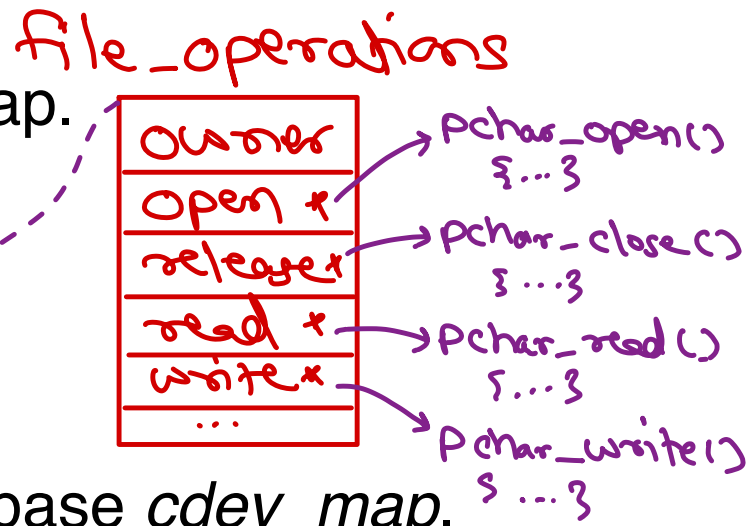 file_operations
ap.
owner
open *
pchar_open()
{...}
release*
pchar_close()
{...}
read *
pchar_read()
{...}
write*
pchar_write()
{...}
...
base cdev_map.